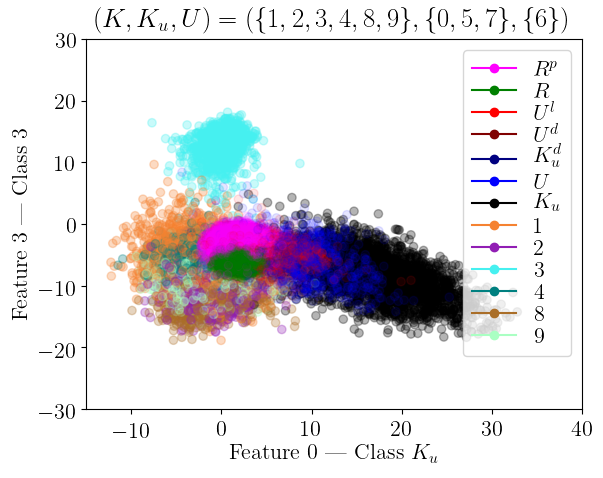 (K, K_u, U) = ({1, 2, 3, 4, 8, 9}, {0, 5, 7}, {6})
30
20
10
0
−10
−20
−30
Feature 3 — Class 3
−10
0
10
20
30
40
Feature 0 — Class K_u
R^p
R
U^l
U^d
K_u^d
U
K_u
1
2
3
4
8
9